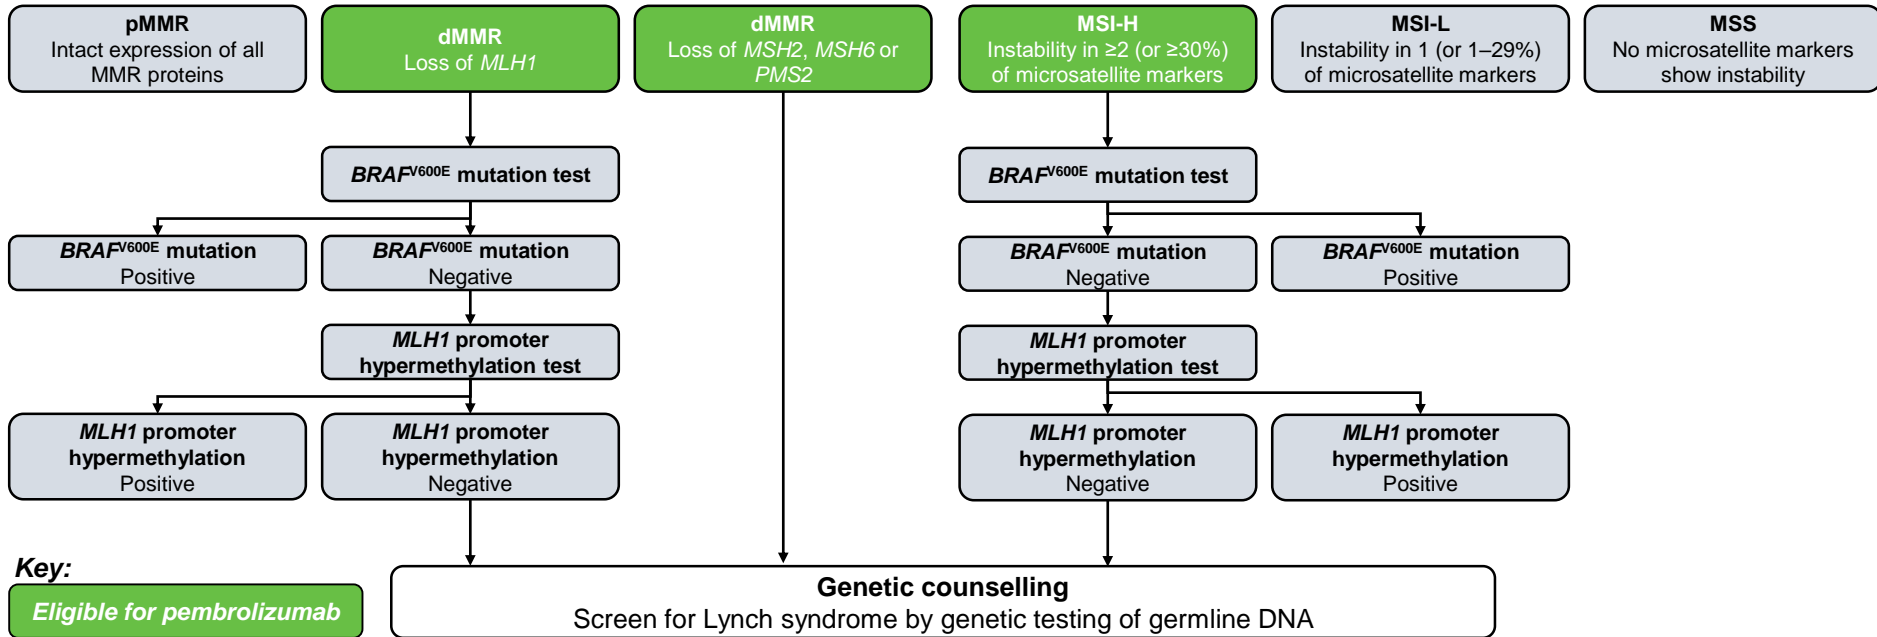 pMMR
Intact expression of all
MMR proteins
dMMR
Loss of MLH1
dMMR
Loss of MSH2, MSH6 or
PMS2
MSI-H
Instability in ≥2 (or ≥30%)
of microsatellite markers
MSI-L
Instability in 1 (or 1–29%)
of microsatellite markers
MSS
No microsatellite markers
show instability
BRAFV600E mutation test
BRAFV600E mutation test
BRAFV600E mutation
Positive
BRAFV600E mutation
Negative
BRAFV600E mutation
Negative
BRAFV600E mutation
Positive
MLH1 promoter
hypermethylation test
MLH1 promoter
hypermethylation test
MLH1 promoter
hypermethylation
Positive
MLH1 promoter
hypermethylation
Negative
MLH1 promoter
hypermethylation
Negative
MLH1 promoter
hypermethylation
Positive
Key:
Eligible for pembrolizumab
Genetic counselling
Screen for Lynch syndrome by genetic testing of germline DNA